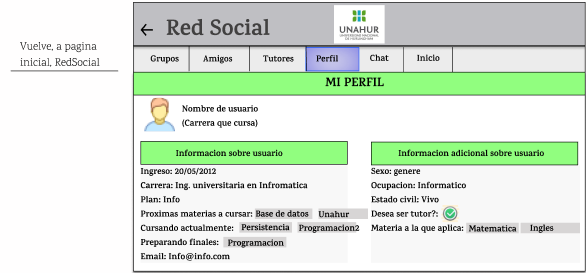 Vuelve, a pagina
inicial, RedSocial
← Red Social
UNAHUR
UNIVERSIDAD NACIONAL
DE HURLINGHAM
Grupos Amigos Tutores Perfil Chat Inicio
MI PERFIL
Nombre de usuario
(Carrera que cursa)
Informacion sobre usuario
Ingreso: 20/05/2012
Carrera: Ing. universitaria en Infromatica
Plan: Info
Proximas materias a cursar: Base de datos Unahur
Cursando actualmente: Persistencia Programacion2
Preparando finales: Programacion
Email: Info@info.com
Informacion adicional sobre usuario
Sexo: genere
Ocupacion: Informatico
Estado civil: Vivo
Desea ser tutor?:
Materia a la que aplica: Matematica Ingles